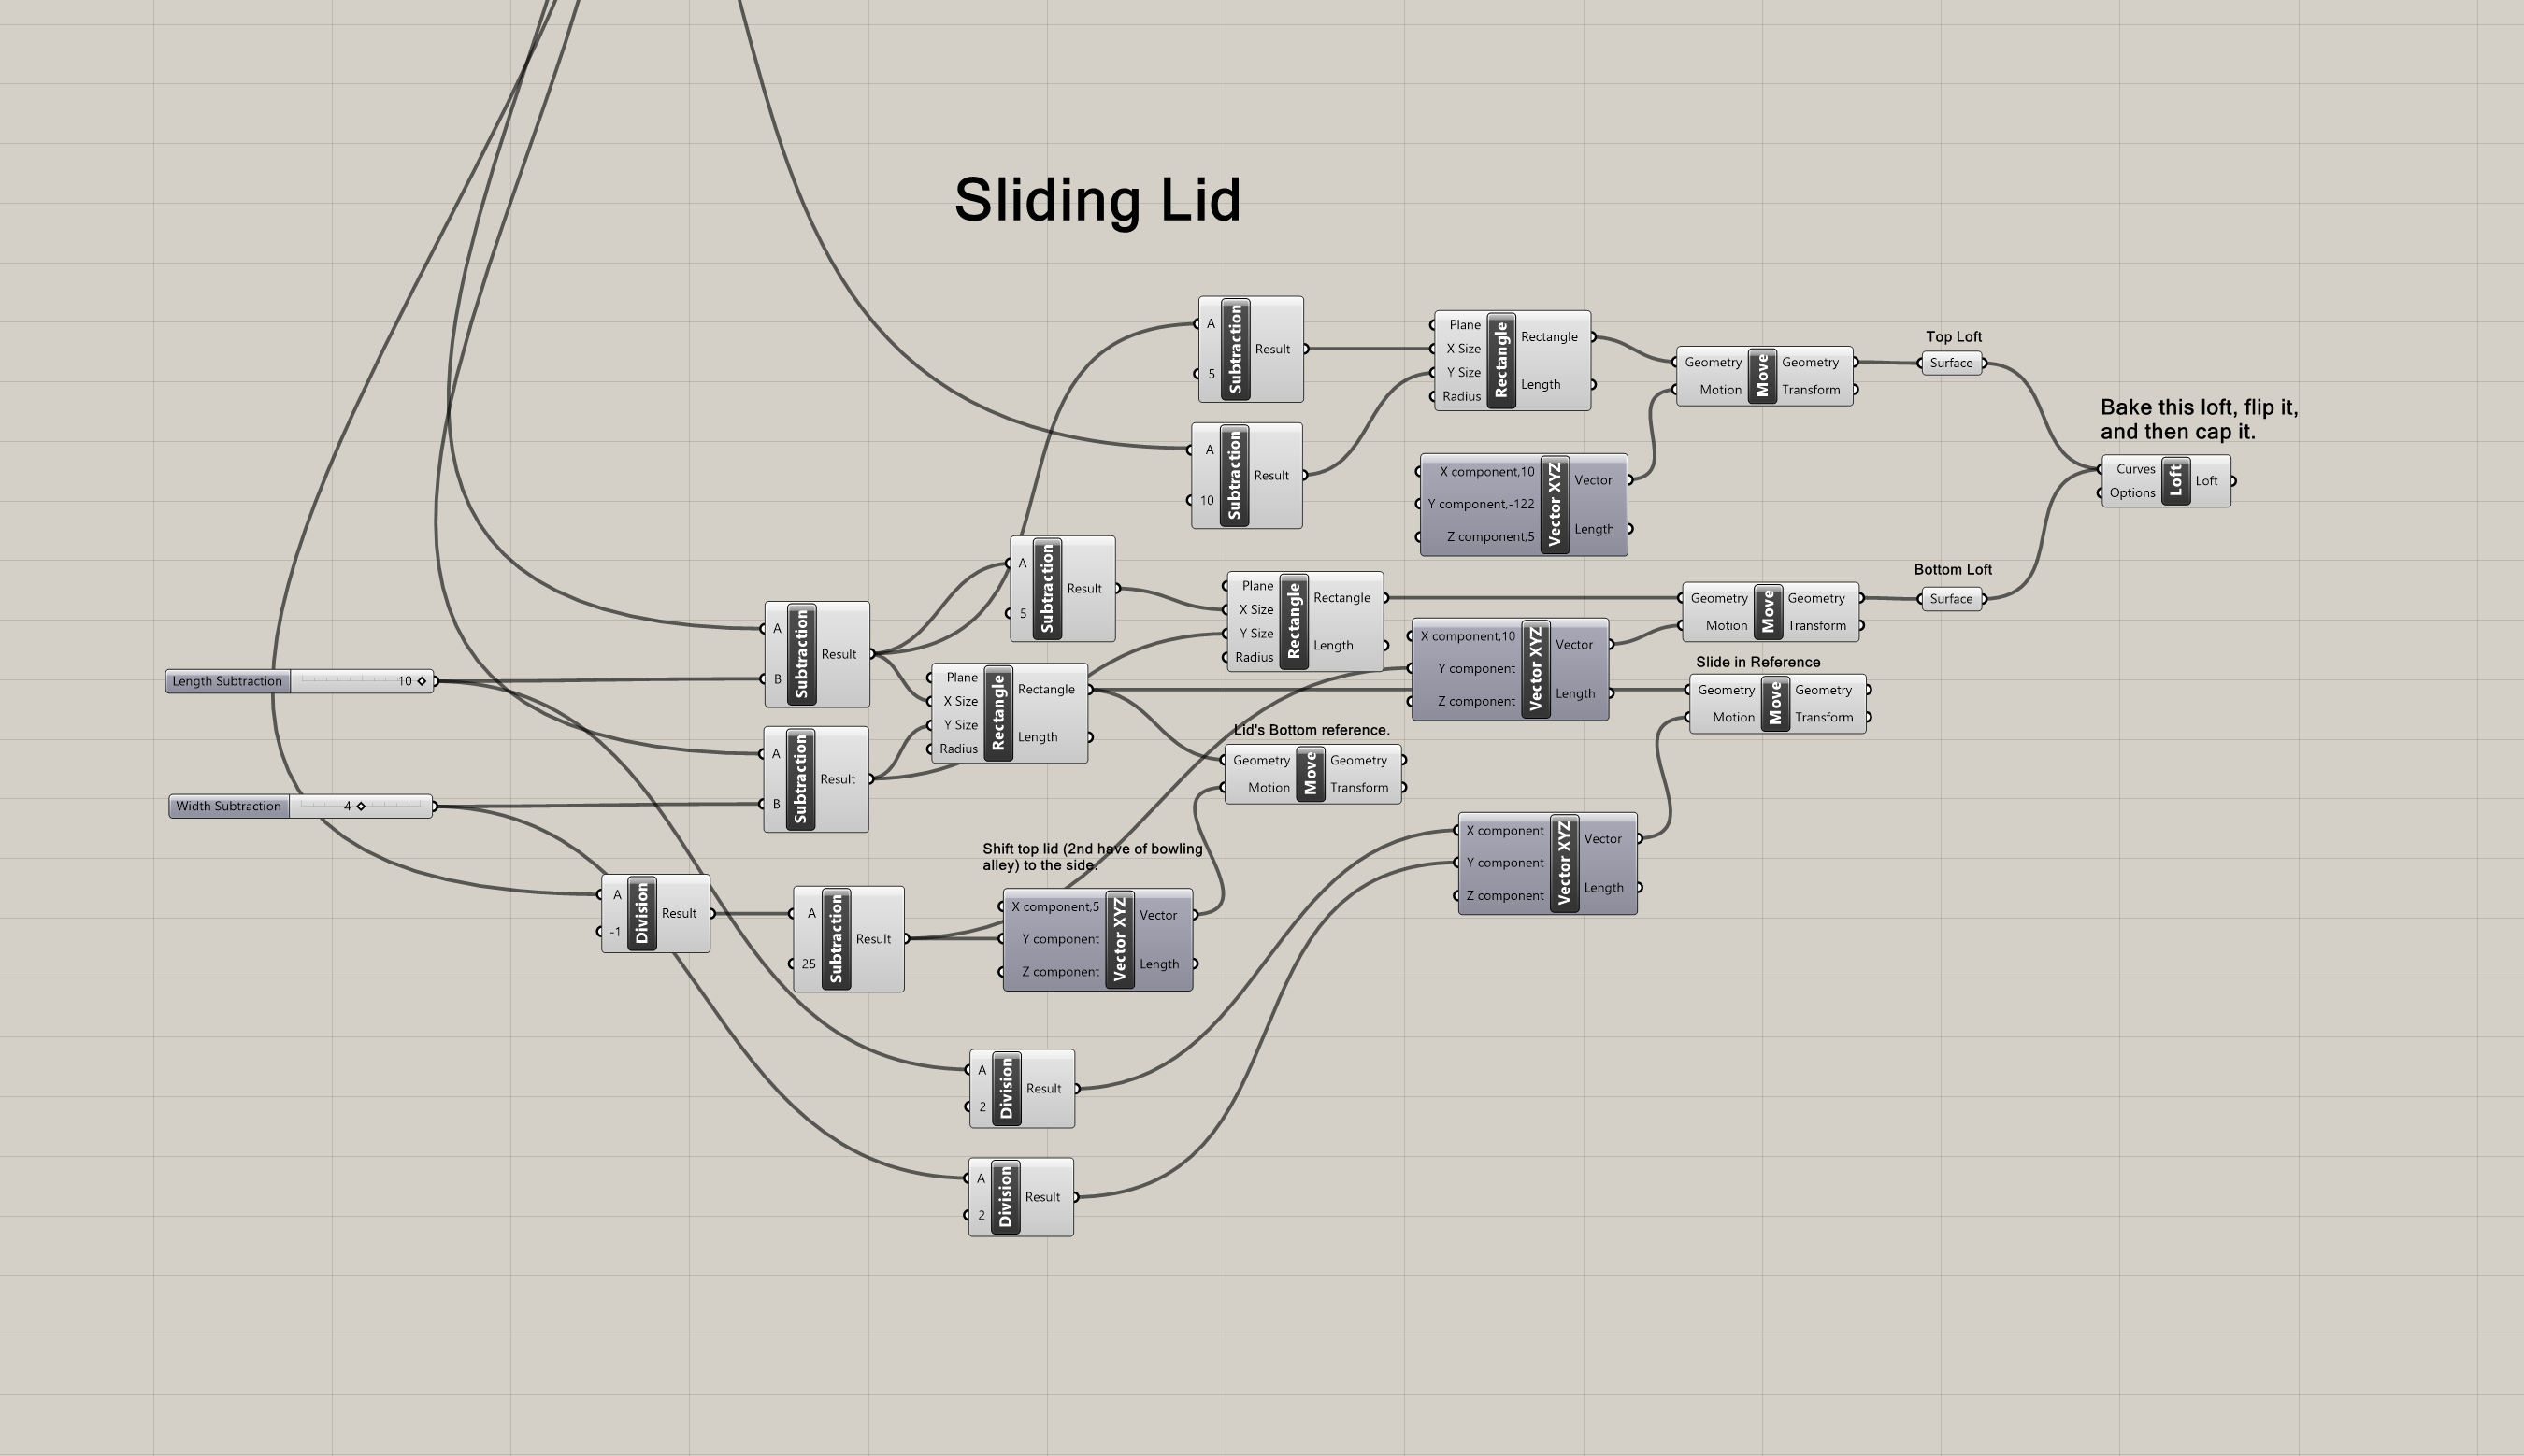 Sliding Lid
A
5
Subtraction
Result
Plane
X Size
Y Size
Radius
Rectangle
Rectangle
Length
Geometry
Motion
Move
Geometry
Transform
Top Loft
Surface
Bake this loft, flip it,
and then cap it.
Curves
Options
Loft
Loft
A
10
Subtraction
Result
X component,10
Y component,-122
Z component,5
Vector XYZ
Vector
Length
A
5
Subtraction
Result
Plane
X Size
Y Size
Radius
Rectangle
Rectangle
Length
Geometry
Motion
Move
Geometry
Transform
Bottom Loft
Surface
A
B
Subtraction
Result
X component,10
Y component
Z component
Vector XYZ
Vector
Length
Slide in Reference
Geometry
Motion
Move
Geometry
Transform
Length Subtraction
10
Plane
X Size
Y Size
Radius
Rectangle
Rectangle
Length
Lid's Bottom reference.
Geometry
Motion
Move
Geometry
Transform
A
B
Subtraction
Result
Width Subtraction
4
Shift top lid (2nd have of bowling
alley) to the side.
X component
Y component
Z component
Vector XYZ
Vector
Length
A
-1
Division
Result
A
25
Subtraction
Result
X component,5
Y component
Z component
Vector XYZ
Vector
Length
A
2
Division
Result
A
2
Division
Result